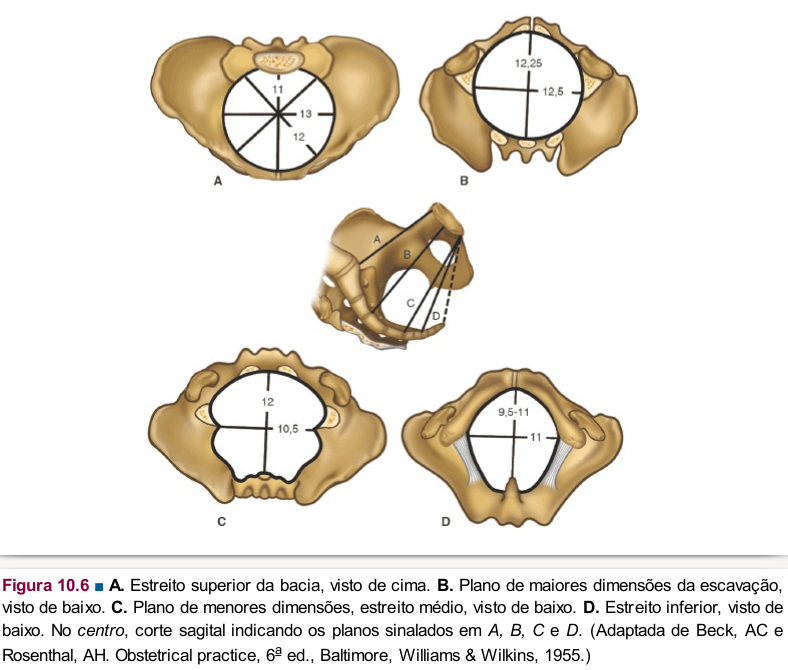 11
13
12
A
12,25
12,5
B
A
B
C
D
12
10,5
C
9,5-11
11
D
Figura 10.6 ■ A. Estreito superior da bacia, visto de cima. B. Plano de maiores dimensões da escavação,
visto de baixo. C. Plano de menores dimensões, estreito médio, visto de baixo. D. Estreito inferior, visto de
baixo. No centro, corte sagital indicando os planos sinalados em A, B, C e D. (Adaptada de Beck, AC e
Rosenthal, AH. Obstetrical practice, 6ª ed., Baltimore, Williams & Wilkins, 1955.)